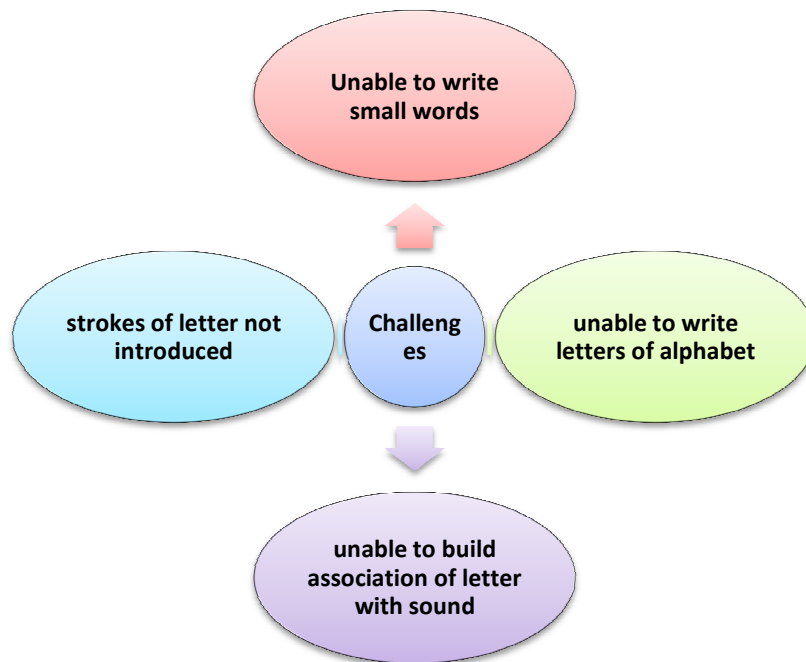 Unable to write
small words
strokes of letter not
introduced
Challeng
es
unable to write
letters of alphabet
unable to build
association of letter
with sound